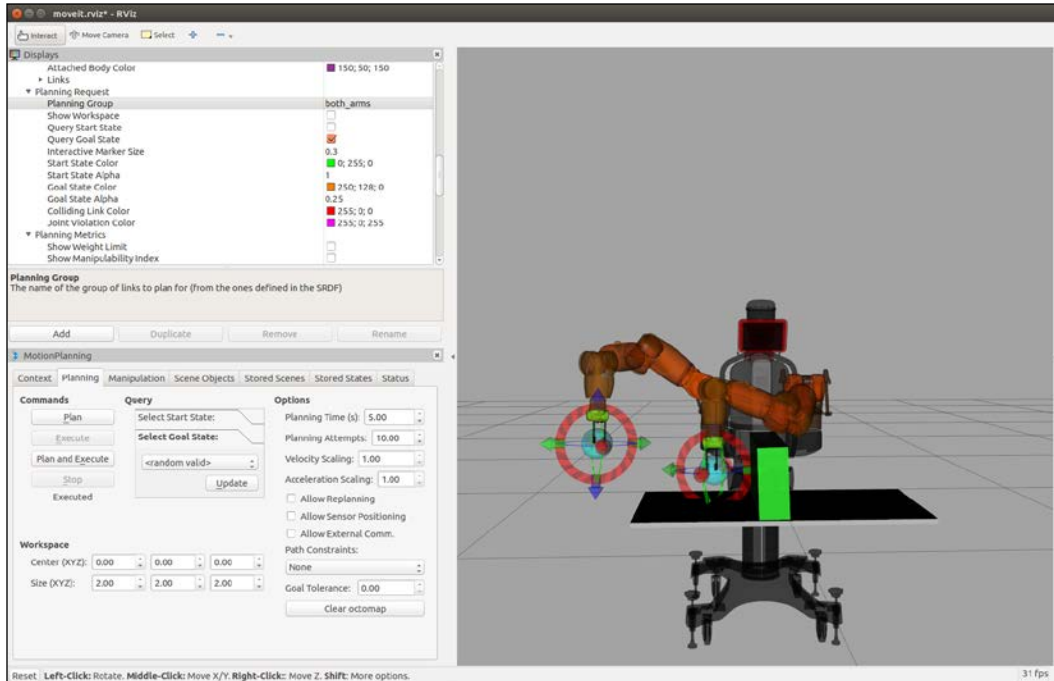 moveit.rviz* - RViz
Interact Move Camera Select
Displays
Attached Body Color 150; 50; 150
Links
Planning Request
Planning Group both_arms
Show Workspace
Query Start State
Query Goal State
Interactive Marker Size 0.3
Start State Color 0; 255; 0
Start State Alpha 1
Goal State Color 250; 128; 0
Goal State Alpha 0.25
Colliding Link Color 255; 0; 0
Joint Violation Color 255; 0; 255
Planning Metrics
Show Weight Limit
Show Manipulability Index
Planning Group
The name of the group of links to plan for (from the ones defined in the SRDF)
Add Duplicate Remove Rename
MotionPlanning
Context Planning Manipulation Scene Objects Stored Scenes Stored States Status
Commands Query Options
Plan Select Start State: Planning Time (s): 5.00
Execute Select Goal State: Planning Attempts: 10.00
Plan and Execute <random valid> Velocity Scaling: 1.00
Stop Update Acceleration Scaling: 1.00
Executed Allow Replanning
Allow Sensor Positioning
Allow External Comm.
Workspace Path Constraints:
Center (XYZ): 0.00 0.00 0.00 None
Size (XYZ): 2.00 2.00 2.00 Goal Tolerance: 0.00
Clear octomap
Reset Left-Click: Rotate. Middle-Click: Move X/Y. Right-Click:: Move Z. Shift: More options. 31 fps